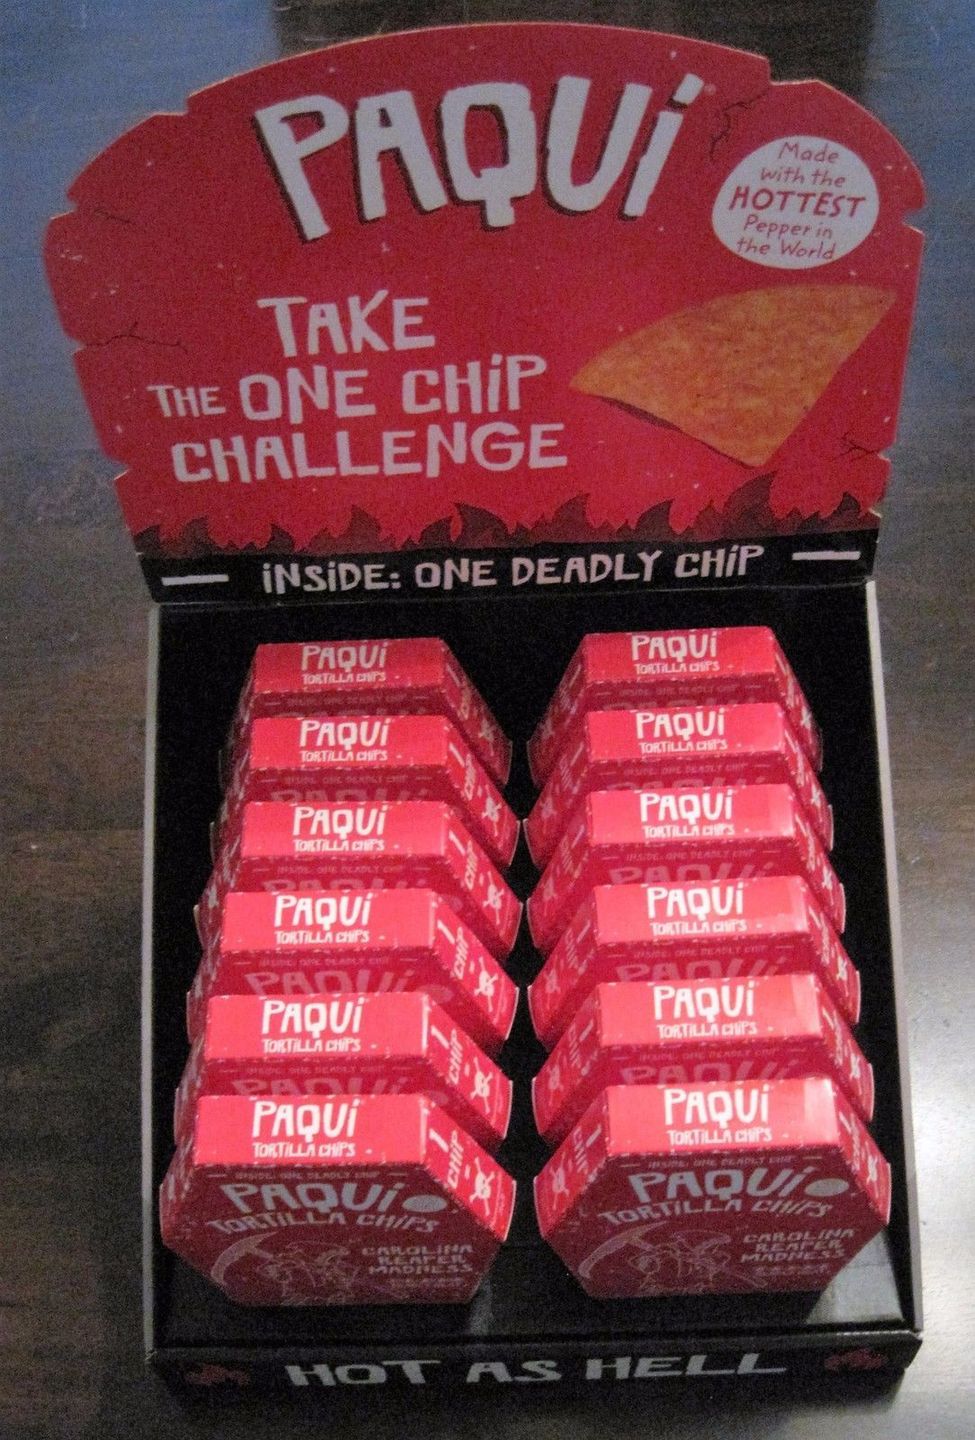 PAQUI
Made
with the
HOTTEST
Pepper in
the World
TAKE
THE ONE CHIP
CHALLENGE
INSIDE: ONE DEADLY CHIP
PAQUI
TORTILLA CHIPS
PAQUI
TORTILLA CHIPS
PAQUI
TORTILLA CHIPS
PAQUI
TORTILLA CHIPS
PAQUI
TORTILLA CHIPS
PAQUI
TORTILLA CHIPS
PAQUI
TORTILLA CHIPS
PAQUI
TORTILLA CHIPS
PAQUI
TORTILLA CHIPS
PAQUI
TORTILLA CHIPS
PAQUI
TORTILLA CHIPS
CHIP
PAQUI
TORTILLA CHIPS
INSIDE: ONE DEADLY CHIP
PAQUI
TORTILLA CHIPS
CAROLINA
REAPER
MADNESS
CHIP
INSIDE: ONE DEADLY CHIP
PAQUI
TORTILLA CHIPS
CAROLINA
REAPER
MADNESS
HOT AS HELL